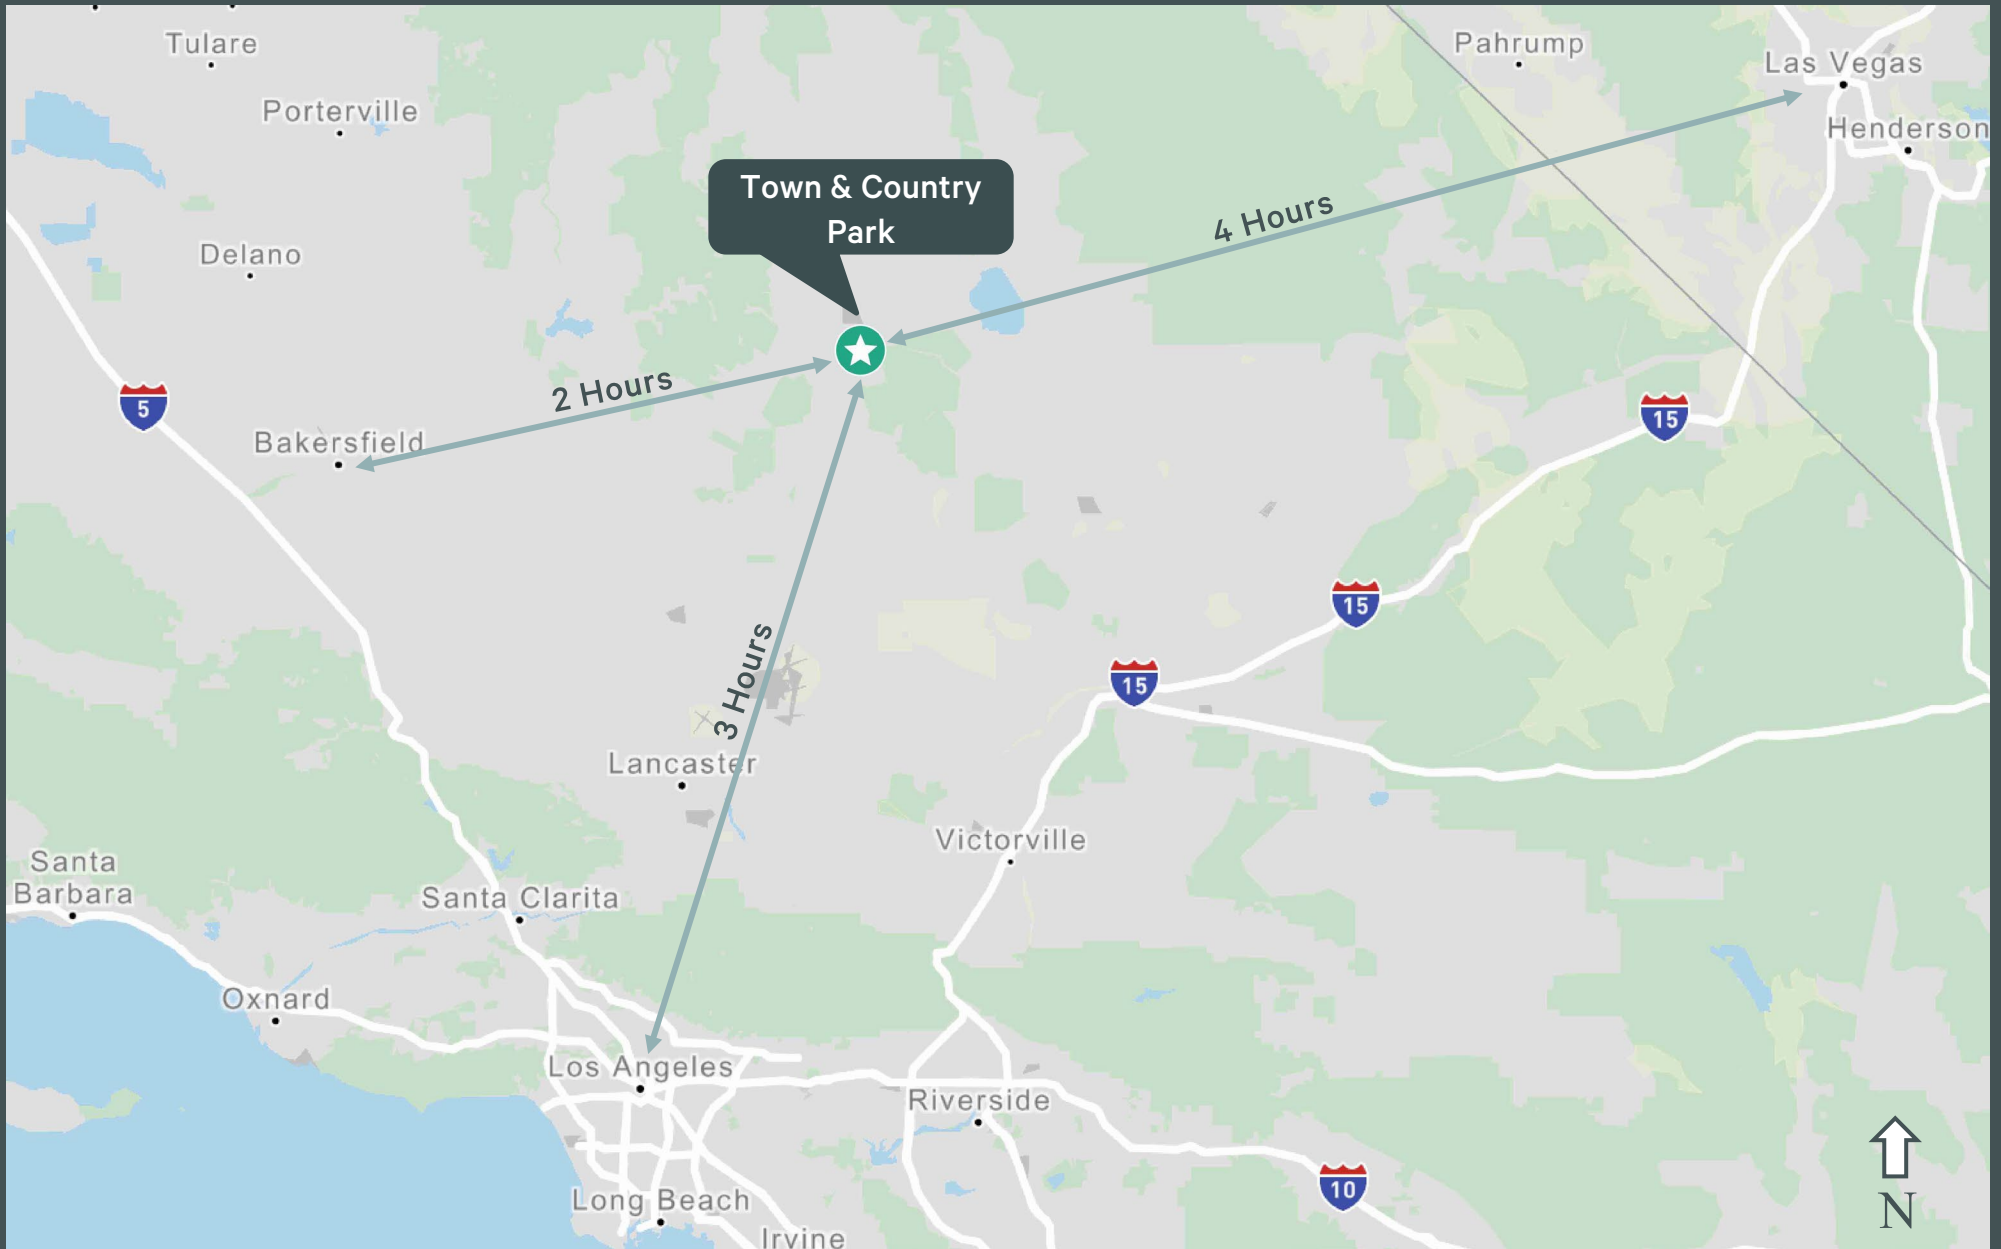 Tulare
Pahrump
Las Vegas
Porterville
Henderson
Town & Country
Park
4 Hours
Delano
2 Hours
5
15
Bakersfield
15
3 Hours
15
Lancaster
Victorville
Santa
Barbara
Santa Clarita
Oxnard
Los Angeles
Riverside
10
Long Beach
N
Irvine